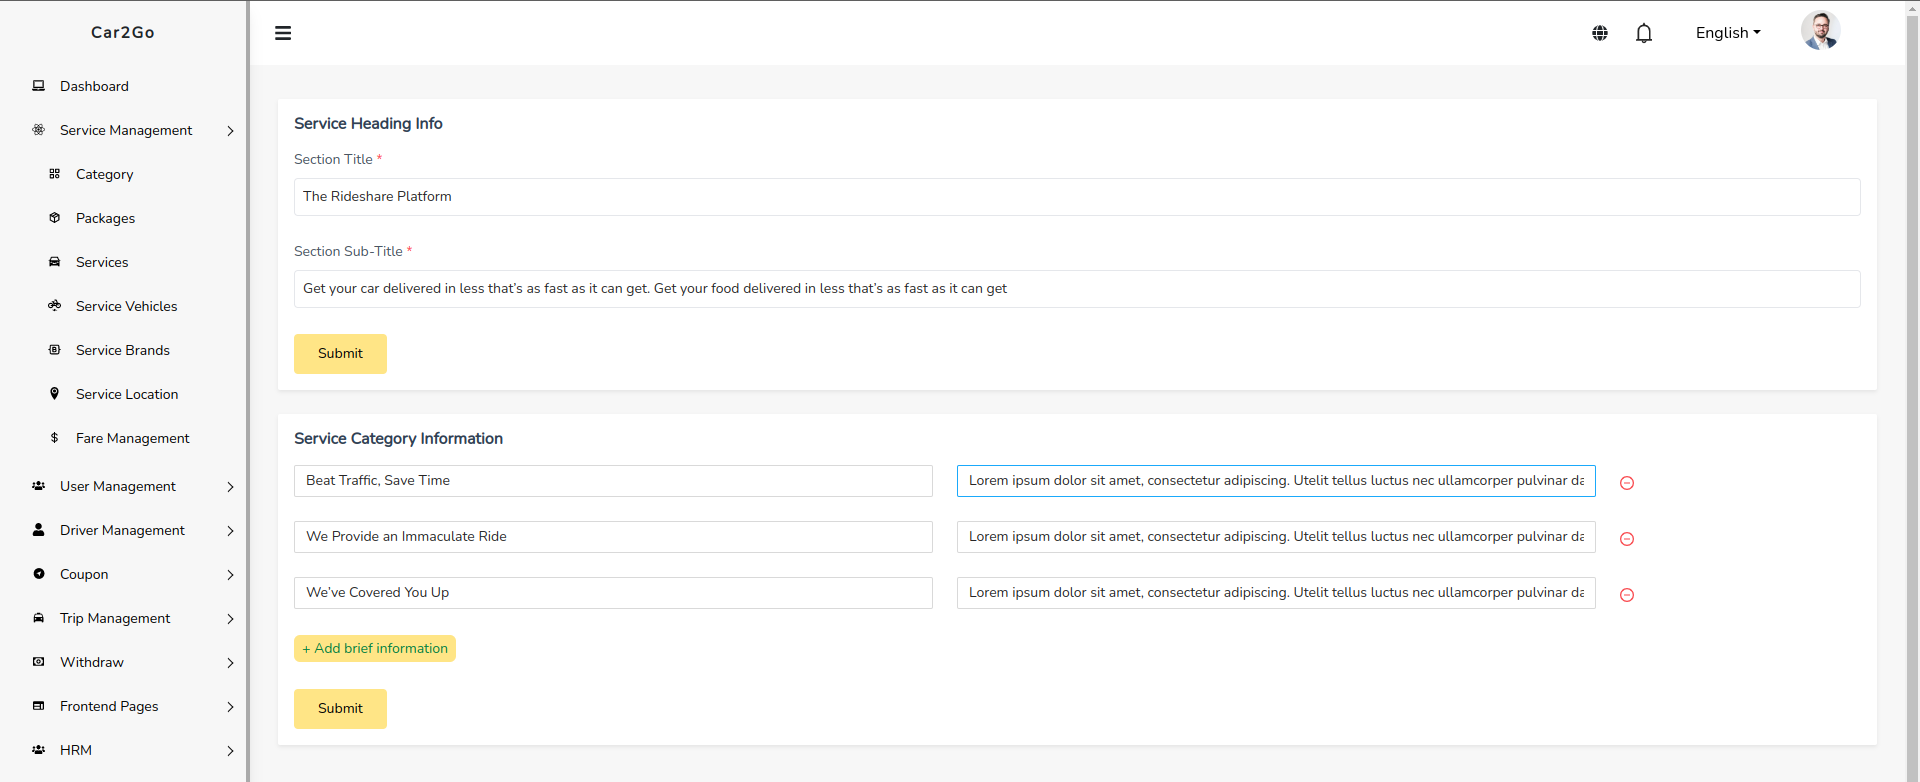 Car2Go
English
Dashboard
Service Management
Category
Packages
Services
Service Vehicles
Service Brands
Service Location
Fare Management
User Management
Driver Management
Coupon
Trip Management
Withdraw
Frontend Pages
HRM
Service Heading Info
Section Title *
The Rideshare Platform
Section Sub-Title *
Get your car delivered in less that’s as fast as it can get. Get your food delivered in less that’s as fast as it can get
Submit
Service Category Information
Beat Traffic, Save Time
Lorem ipsum dolor sit amet, consectetur adipiscing. Utelit tellus luctus nec ullamcorper pulvinar da
We Provide an Immaculate Ride
Lorem ipsum dolor sit amet, consectetur adipiscing. Utelit tellus luctus nec ullamcorper pulvinar da
We’ve Covered You Up
Lorem ipsum dolor sit amet, consectetur adipiscing. Utelit tellus luctus nec ullamcorper pulvinar da
+ Add brief information
Submit